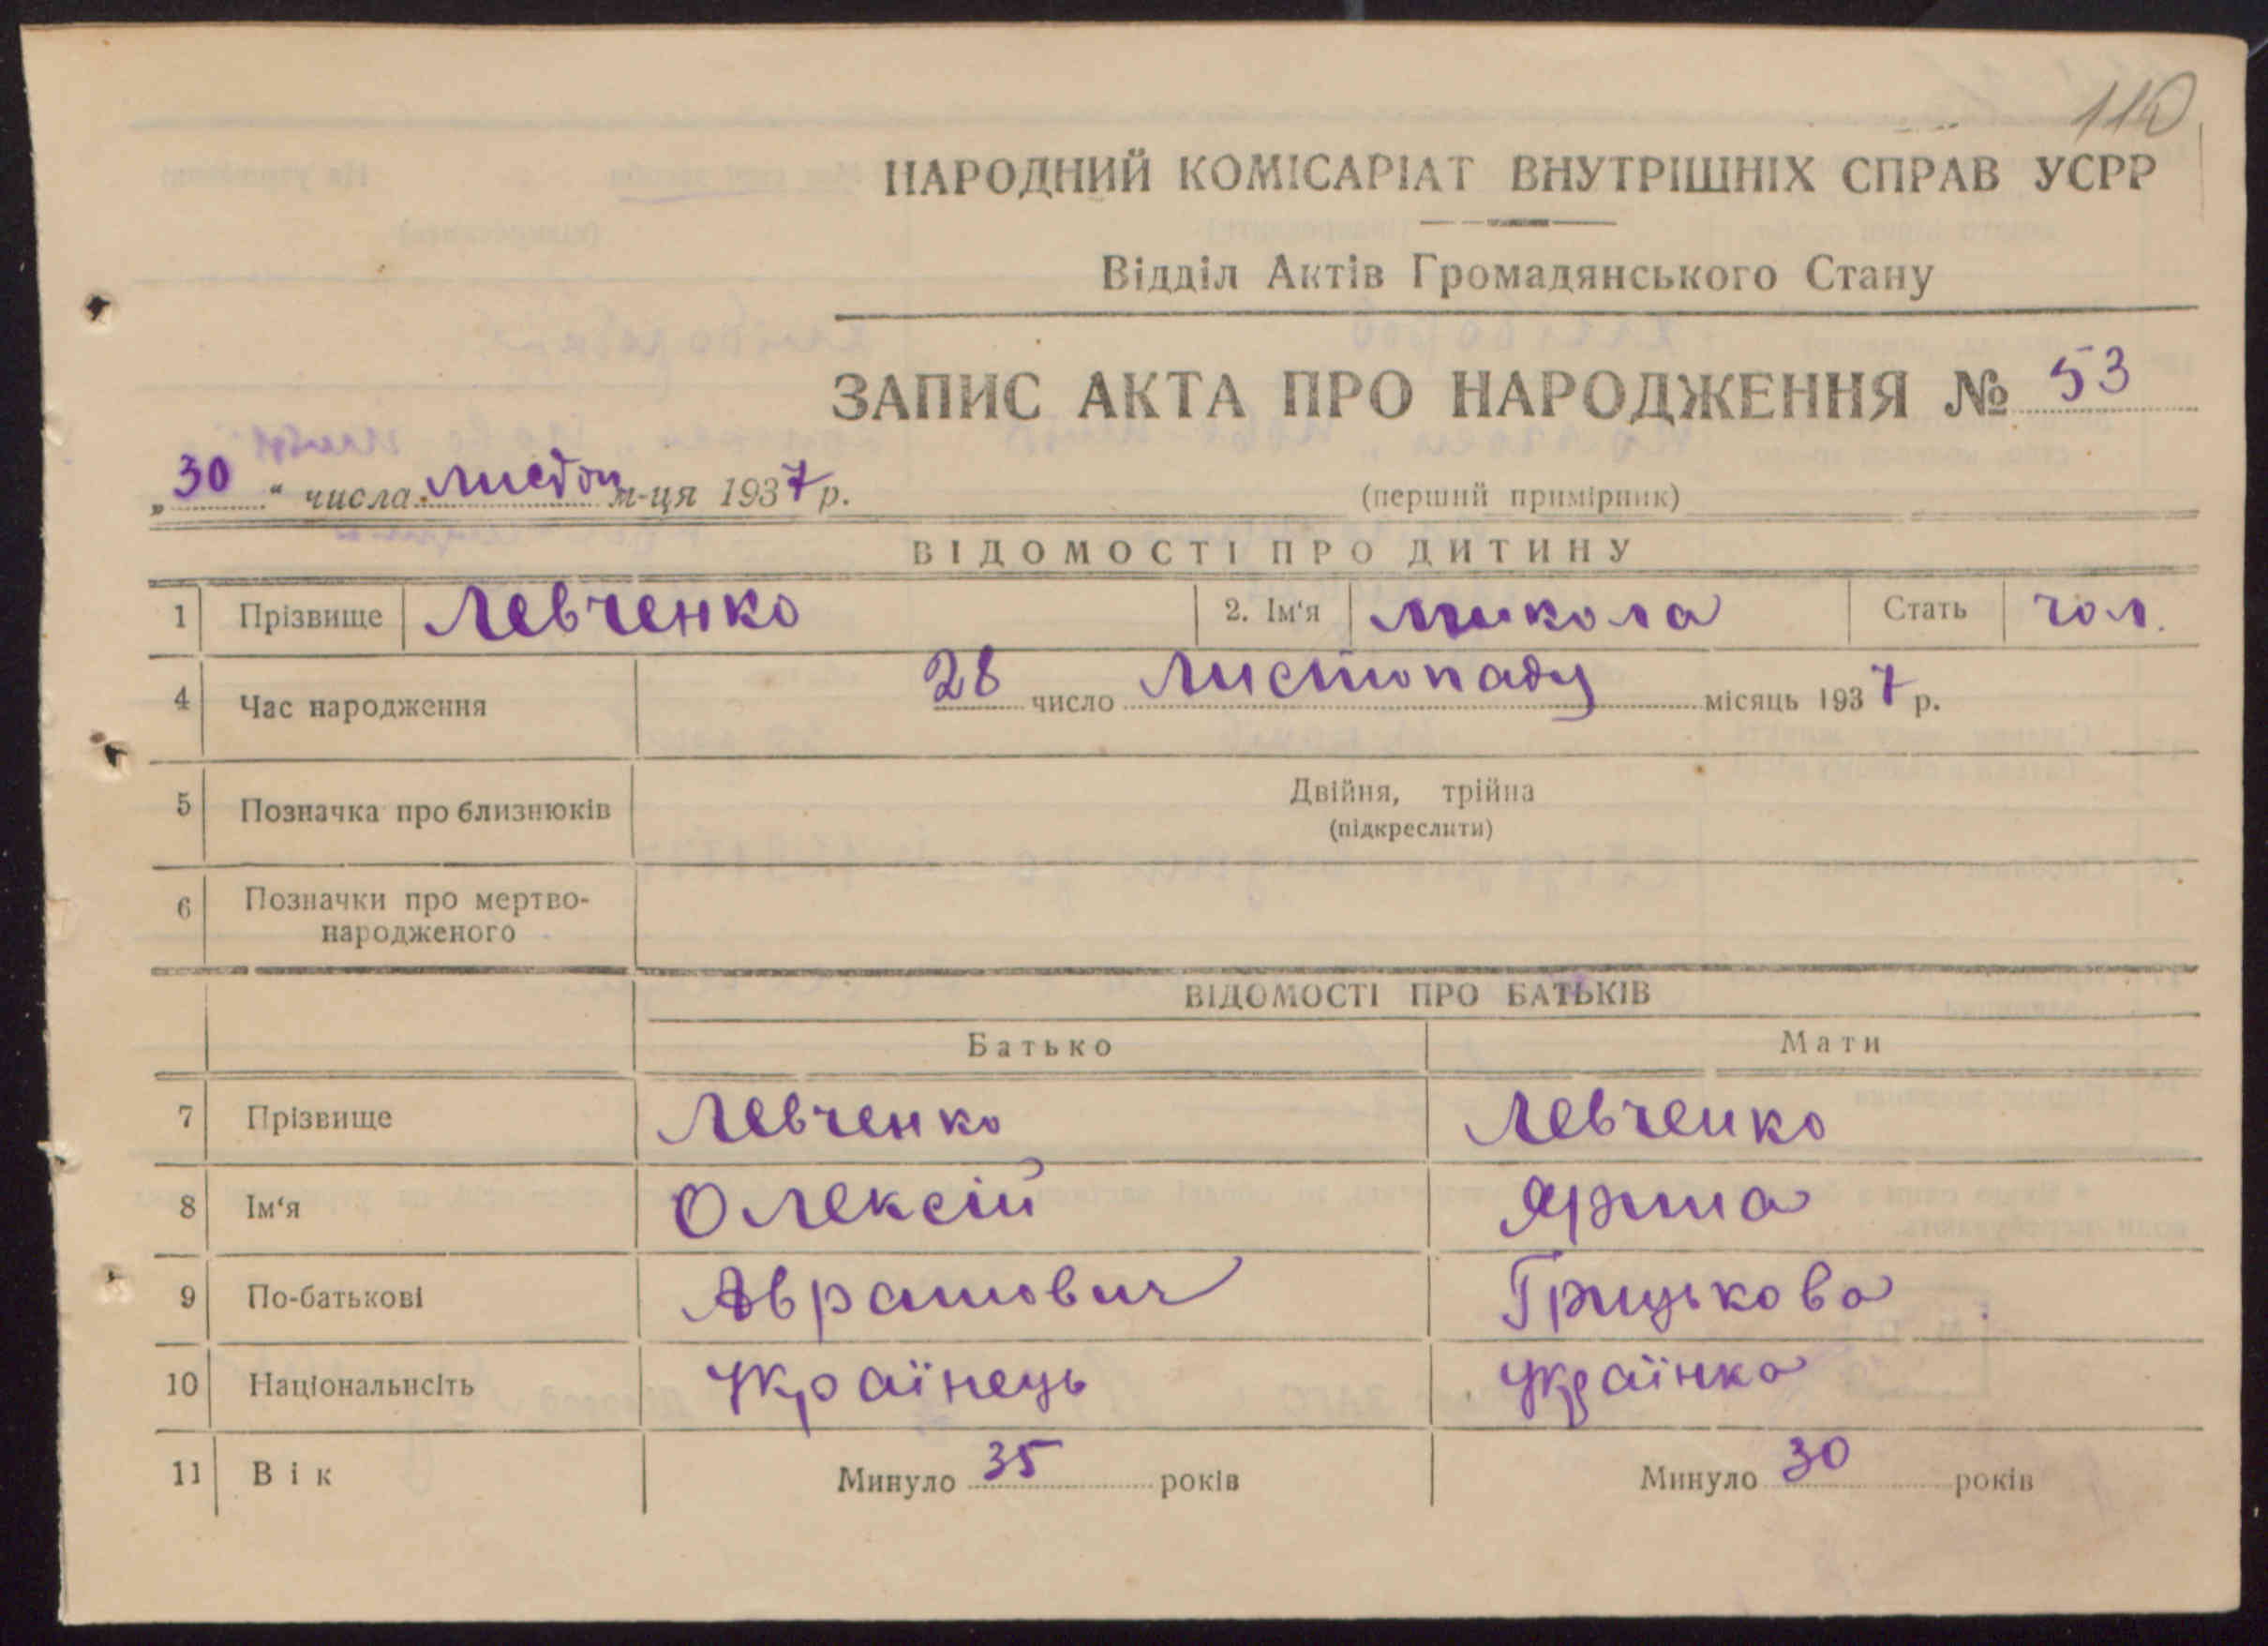 110
НАРОДНИЙ КОМІСАРІАТ ВНУТРІШНІХ СПРАВ УСРР
Відділ Актів Громадянського Стану
ЗАПИС АКТА ПРО НАРОДЖЕННЯ № 53
„30“ числа листоп м-ця 1937 р.
(перший примірник)
ВІДОМОСТІ ПРО ДИТИНУ
1 Прізвище Левченко 2. Ім‘я Микола Стать чол.
4 Час народження 28 число Листопаду місяць 1937 р.
5 Позначка про близнюків Двійня, трійна
(підкреслити)
6 Позначки про мертво-
народженого
ВІДОМОСТІ ПРО БАТЬКІВ
Батько Мати
7 Прізвище Левченко Левченко
8 Ім‘я Олексій Ярина
9 По-батькові Аврамович Грицькова
10 Національнсіть Українець Українка
11 Вік Минуло 35 років Минуло 30 років